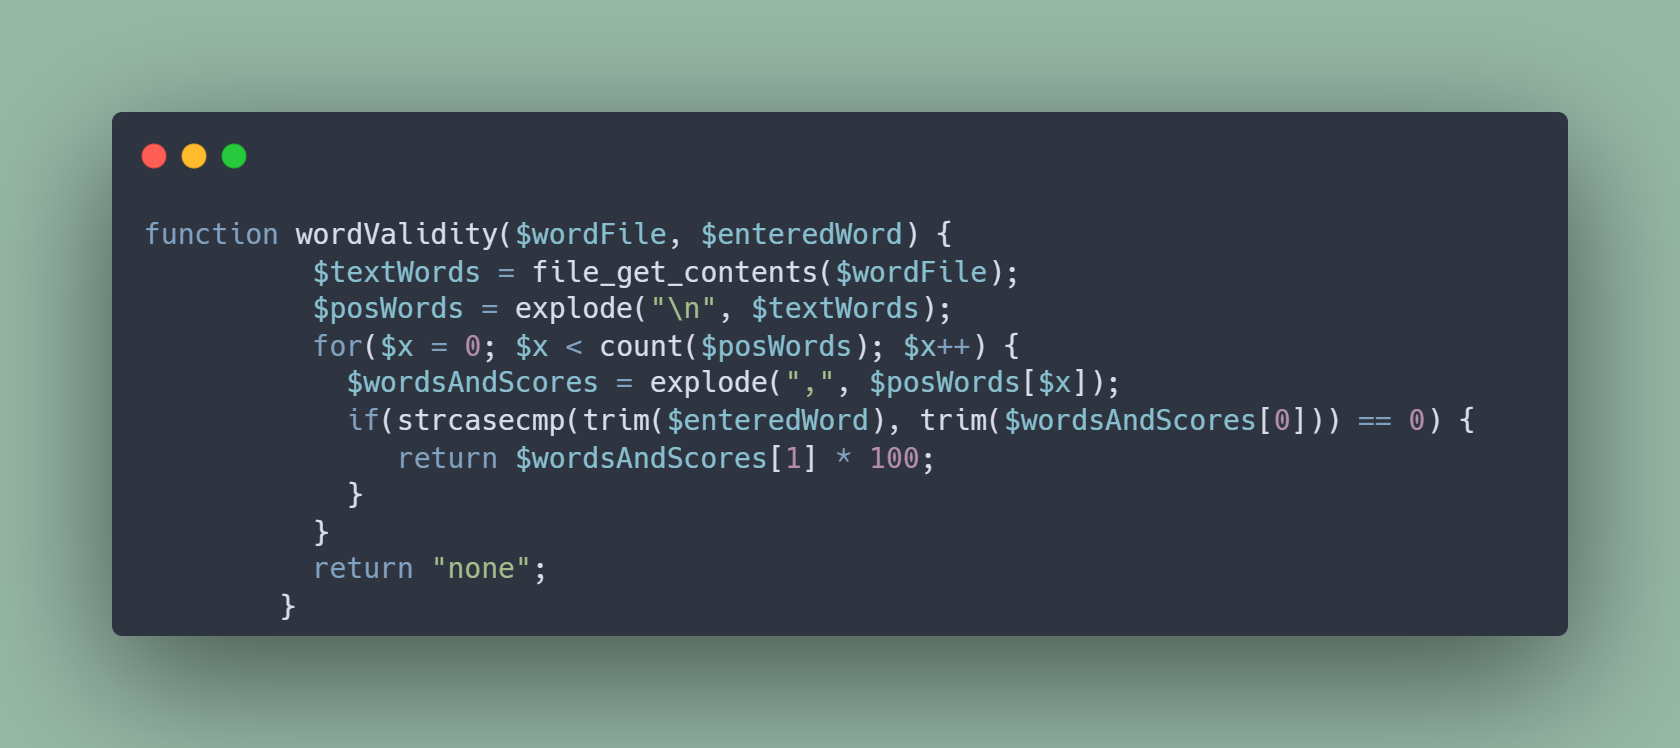 function wordValidity($wordFile, $enteredWord) {
          $textWords = file_get_contents($wordFile);
          $posWords = explode("\n", $textWords);
          for($x = 0; $x < count($posWords); $x++) {
            $wordsAndScores = explode(",", $posWords[$x]);
            if(strcasecmp(trim($enteredWord), trim($wordsAndScores[0])) == 0) {
               return $wordsAndScores[1] * 100;
            }
          }
          return "none";
        }